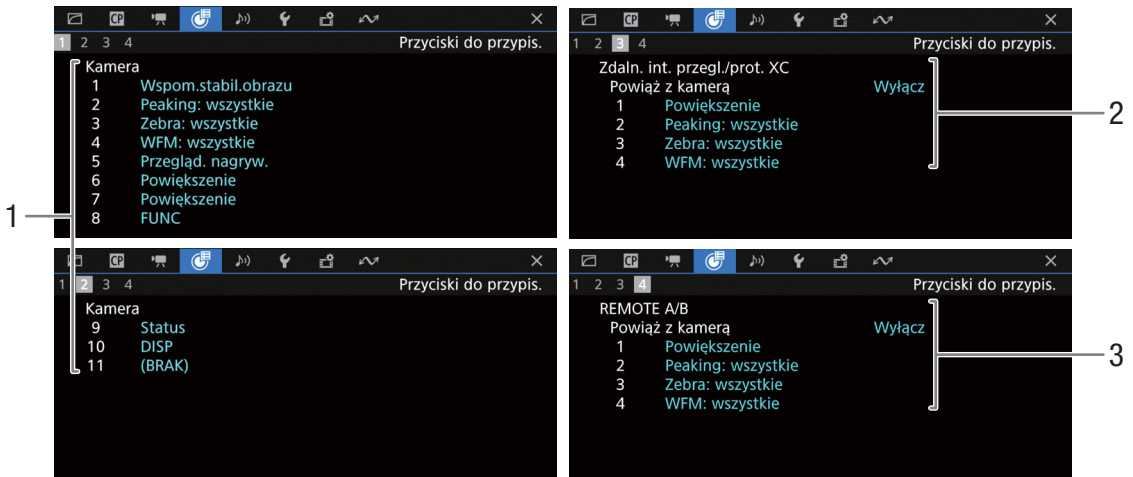 CP
1 2 3 4
Przyciski do przypis.
Kamera
1 Wspom.stabil.obrazu
2 Peaking: wszystkie
3 Zebra: wszystkie
4 WFM: wszystkie
5 Przegląd. nagryw.
6 Powiększenie
7 Powiększenie
8 FUNC
CP
1 2 3 4
Przyciski do przypis.
Kamera
9 Status
10 DISP
11 (BRAK)
1
CP
1 2 3 4
Przyciski do przypis.
Zdaln. int. przegl./prot. XC
Powiąż z kamerą Wyłącz
1 Powiększenie
2 Peaking: wszystkie
3 Zebra: wszystkie
4 WFM: wszystkie
2
CP
1 2 3 4
Przyciski do przypis.
REMOTE A/B
Powiąż z kamerą Wyłącz
1 Powiększenie
2 Peaking: wszystkie
3 Zebra: wszystkie
4 WFM: wszystkie
3